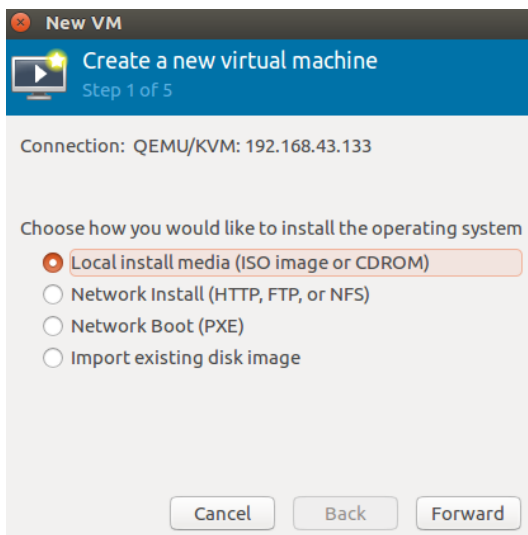 New VM
Create a new virtual machine
Step 1 of 5
Connection: QEMU/KVM: 192.168.43.133
Choose how you would like to install the operating system
Local install media (ISO image or CDROM)
Network Install (HTTP, FTP, or NFS)
Network Boot (PXE)
Import existing disk image
Cancel Back Forward